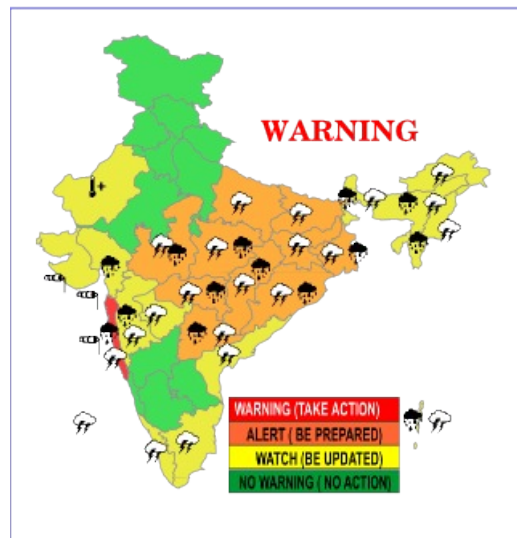 WARNING
WARNING (TAKE ACTION)
ALERT ( BE PREPARED)
WATCH (BE UPDATED)
NO WARNING ( NO ACTION)